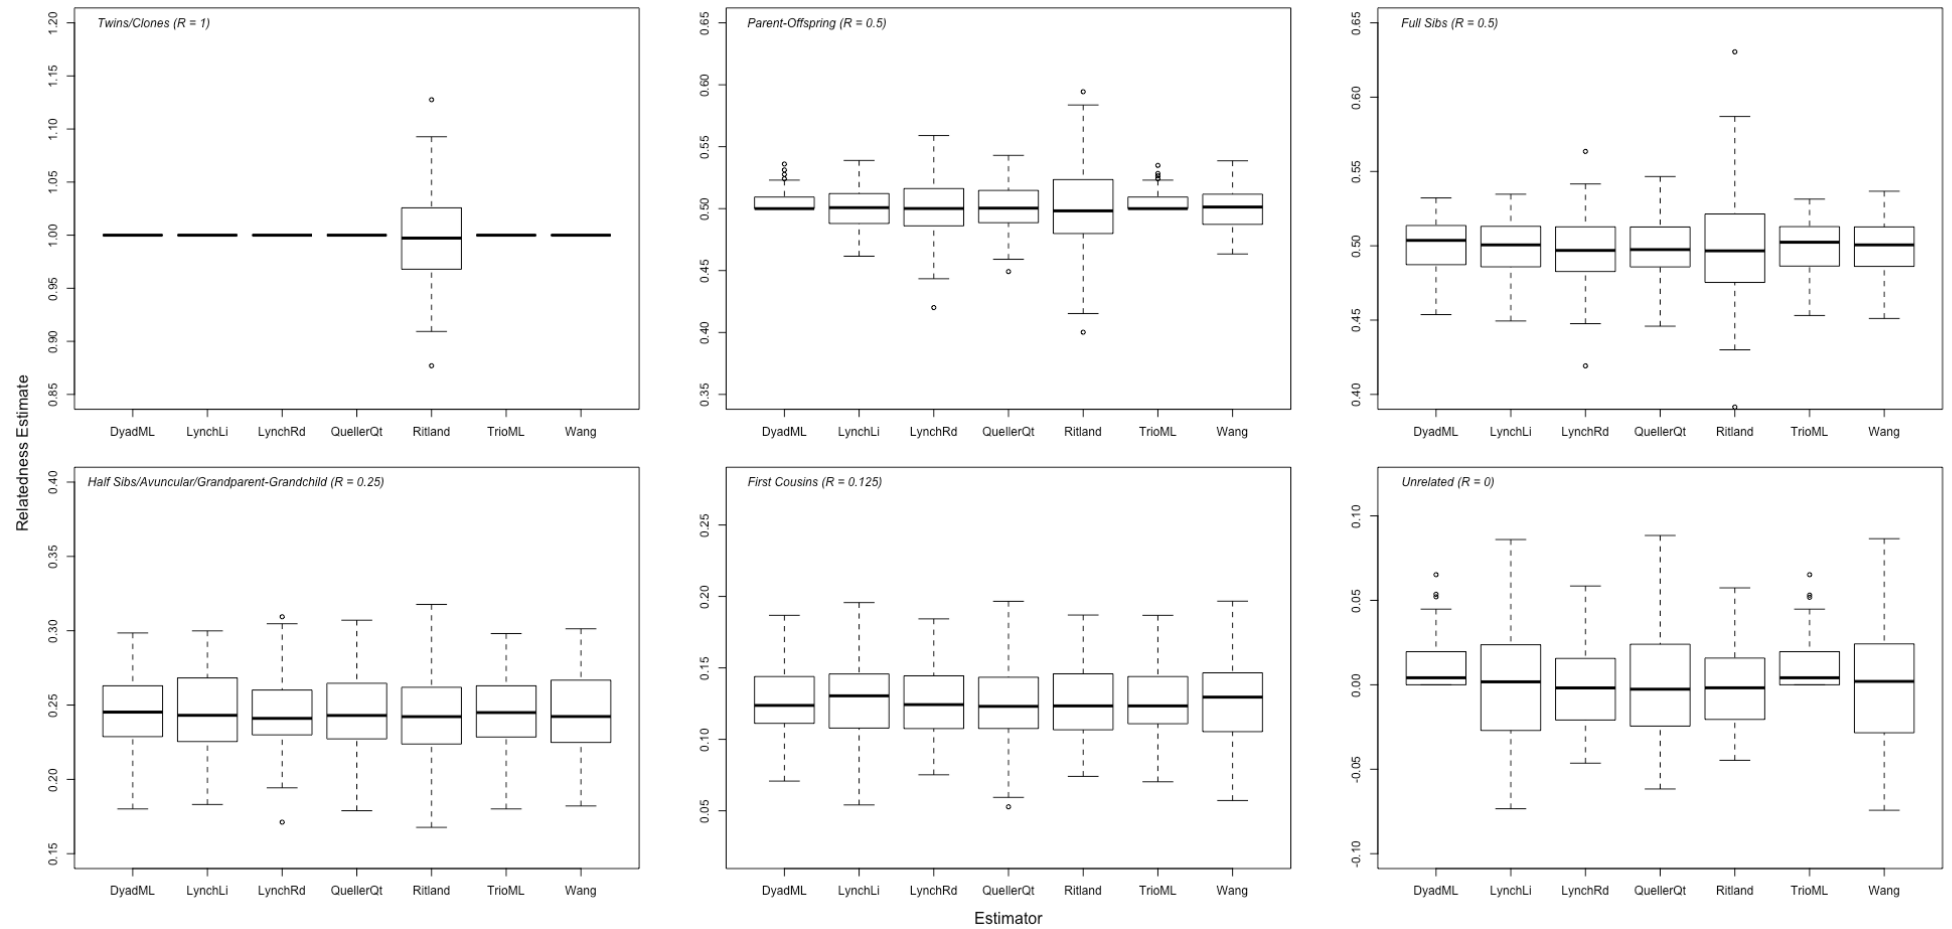 Relatedness Estimate
Twins/Clones (R = 1)
1.20
1.15
1.10
1.05
1.00
0.95
0.90
0.85
DyadML LynchLi LynchRd QuellerQt Ritland TrioML Wang
Parent-Offspring (R = 0.5)
0.65
0.60
0.55
0.50
0.45
0.40
0.35
DyadML LynchLi LynchRd QuellerQt Ritland TrioML Wang
Full Sibs (R = 0.5)
0.65
0.60
0.55
0.50
0.45
0.40
DyadML LynchLi LynchRd QuellerQt Ritland TrioML Wang
Half Sibs/Avuncular/Grandparent-Grandchild (R = 0.25)
0.40
0.35
0.30
0.25
0.20
0.15
DyadML LynchLi LynchRd QuellerQt Ritland TrioML Wang
First Cousins (R = 0.125)
0.25
0.20
0.15
0.10
0.05
DyadML LynchLi LynchRd QuellerQt Ritland TrioML Wang
Unrelated (R = 0)
0.10
0.05
0.00
-0.05
-0.10
DyadML LynchLi LynchRd QuellerQt Ritland TrioML Wang
Estimator